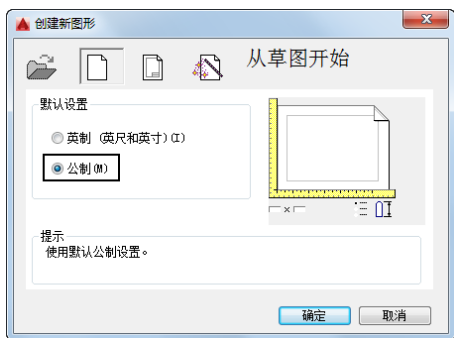 创建新图形
从草图开始
默认设置
英制 (英尺和英寸)(I)
公制(M)
提示
使用默认公制设置。
确定
取消